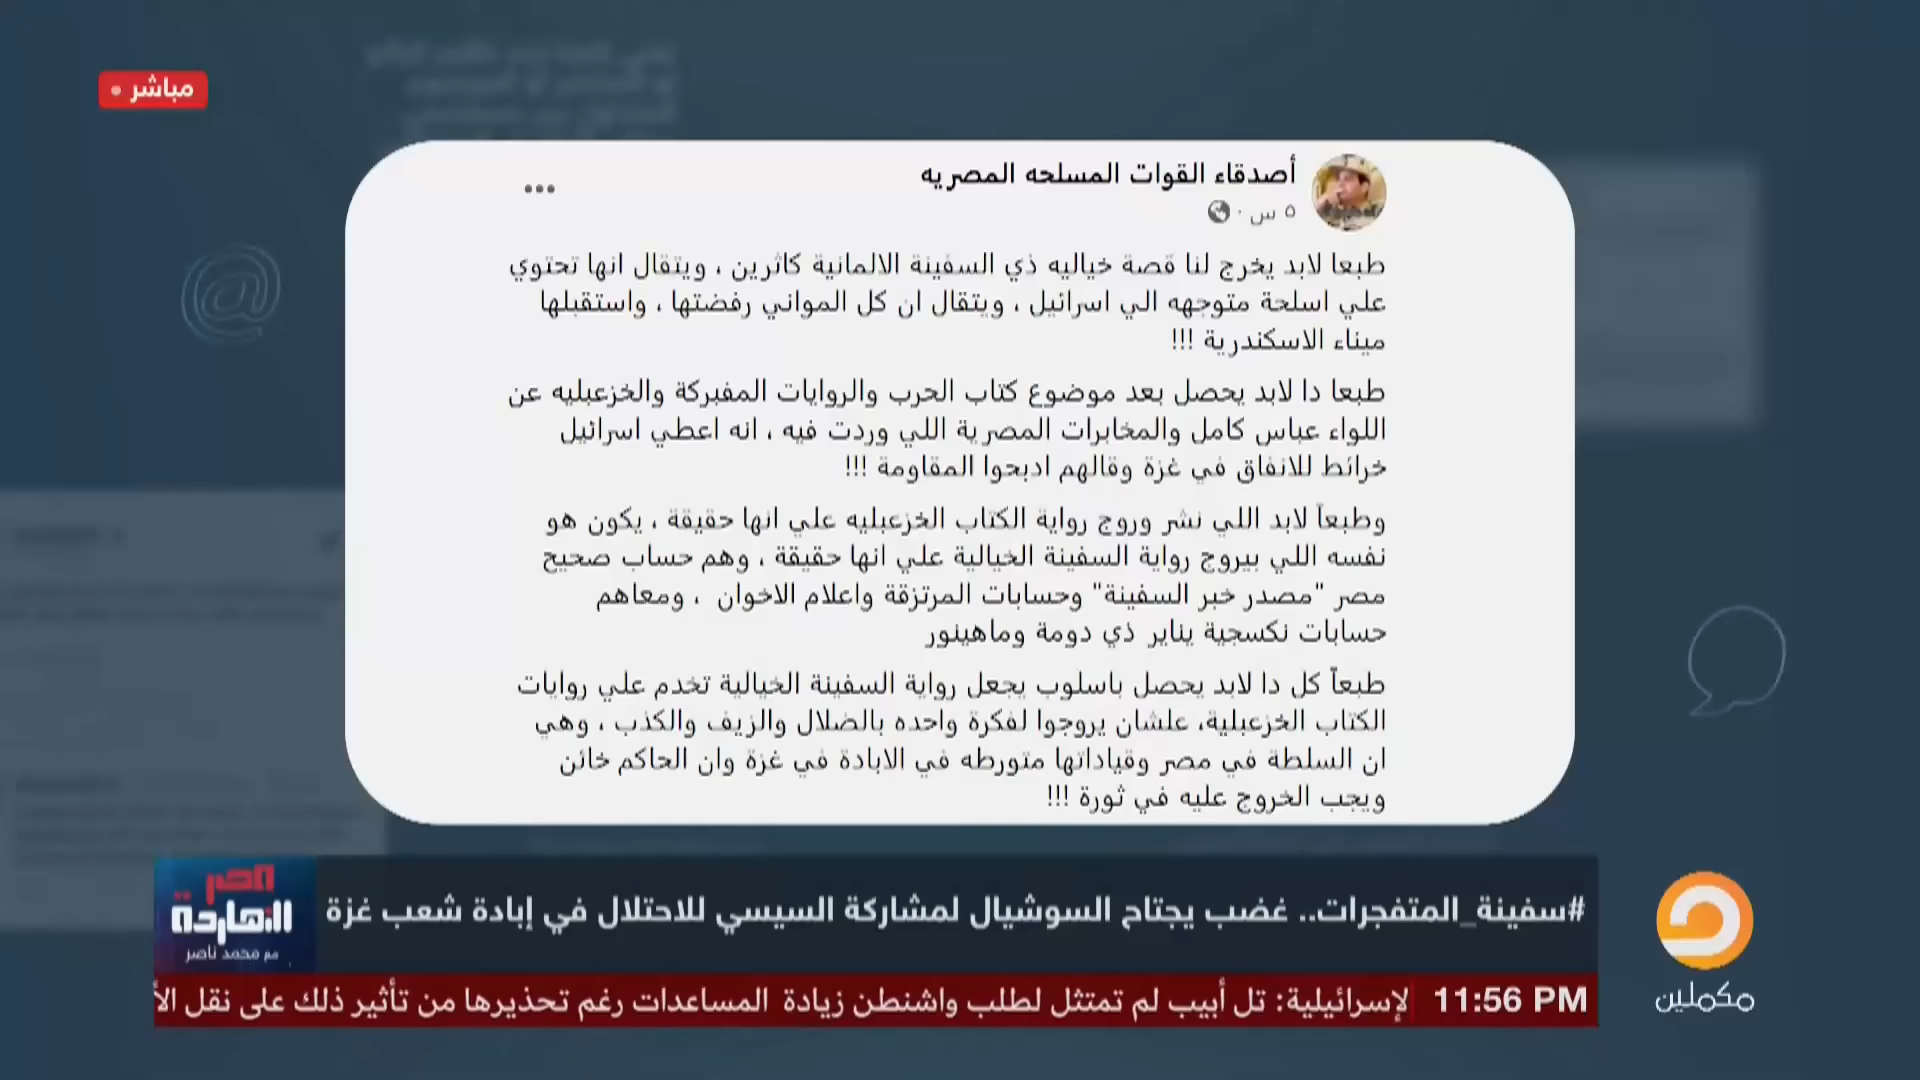 مباشر
أصدقاء القوات المسلحه المصريه
٥ س ·
طبعا لابد يخرج لنا قصة خياليه ذي السفينة الالمانية كاثرين ، ويتقال انها تحتوي
علي اسلحة متوجهه الي اسرائيل ، ويتقال ان كل المواني رفضتها ، واستقبلها
ميناء الاسكندرية !!!
طبعا دا لابد يحصل بعد موضوع كتاب الحرب والروايات المفبركة والخزعبليه عن
اللواء عباس كامل والمخابرات المصرية اللي وردت فيه ، انه اعطي اسرائيل
خرائط للانفاق في غزة وقالهم ادبحوا المقاومة !!!
وطبعاً لابد اللي نشر وروج رواية الكتاب الخزعبليه علي انها حقيقة ، يكون هو
نفسه اللي بيروج رواية السفينة الخيالية علي انها حقيقة ، وهم حساب صحيح
مصر "مصدر خبر السفينة" وحسابات المرتزقة واعلام الاخوان ، ومعاهم
حسابات نكسجية يناير ذي دومة وماهينور
طبعاً كل دا لابد يحصل باسلوب يجعل رواية السفينة الخيالية تخدم علي روايات
الكتاب الخزعبلية، علشان يروجوا لفكرة واحده بالضلال والزيف والكذب ، وهي
ان السلطة في مصر وقياداتها متورطه في الابادة في غزة وان الحاكم خائن
ويجب الخروج عليه في ثورة !!!
#سفينة_المتفجرات.. غضب يجتاح السوشيال لمشاركة السيسي للاحتلال في إبادة شعب غزة
مصر
النهاردة
مع محمد ناصر
11:56 PM
لإسرائيلية: تل أبيب لم تمتثل لطلب واشنطن زيادة المساعدات رغم تحذيرها من تأثير ذلك على نقل الأ
مكملين